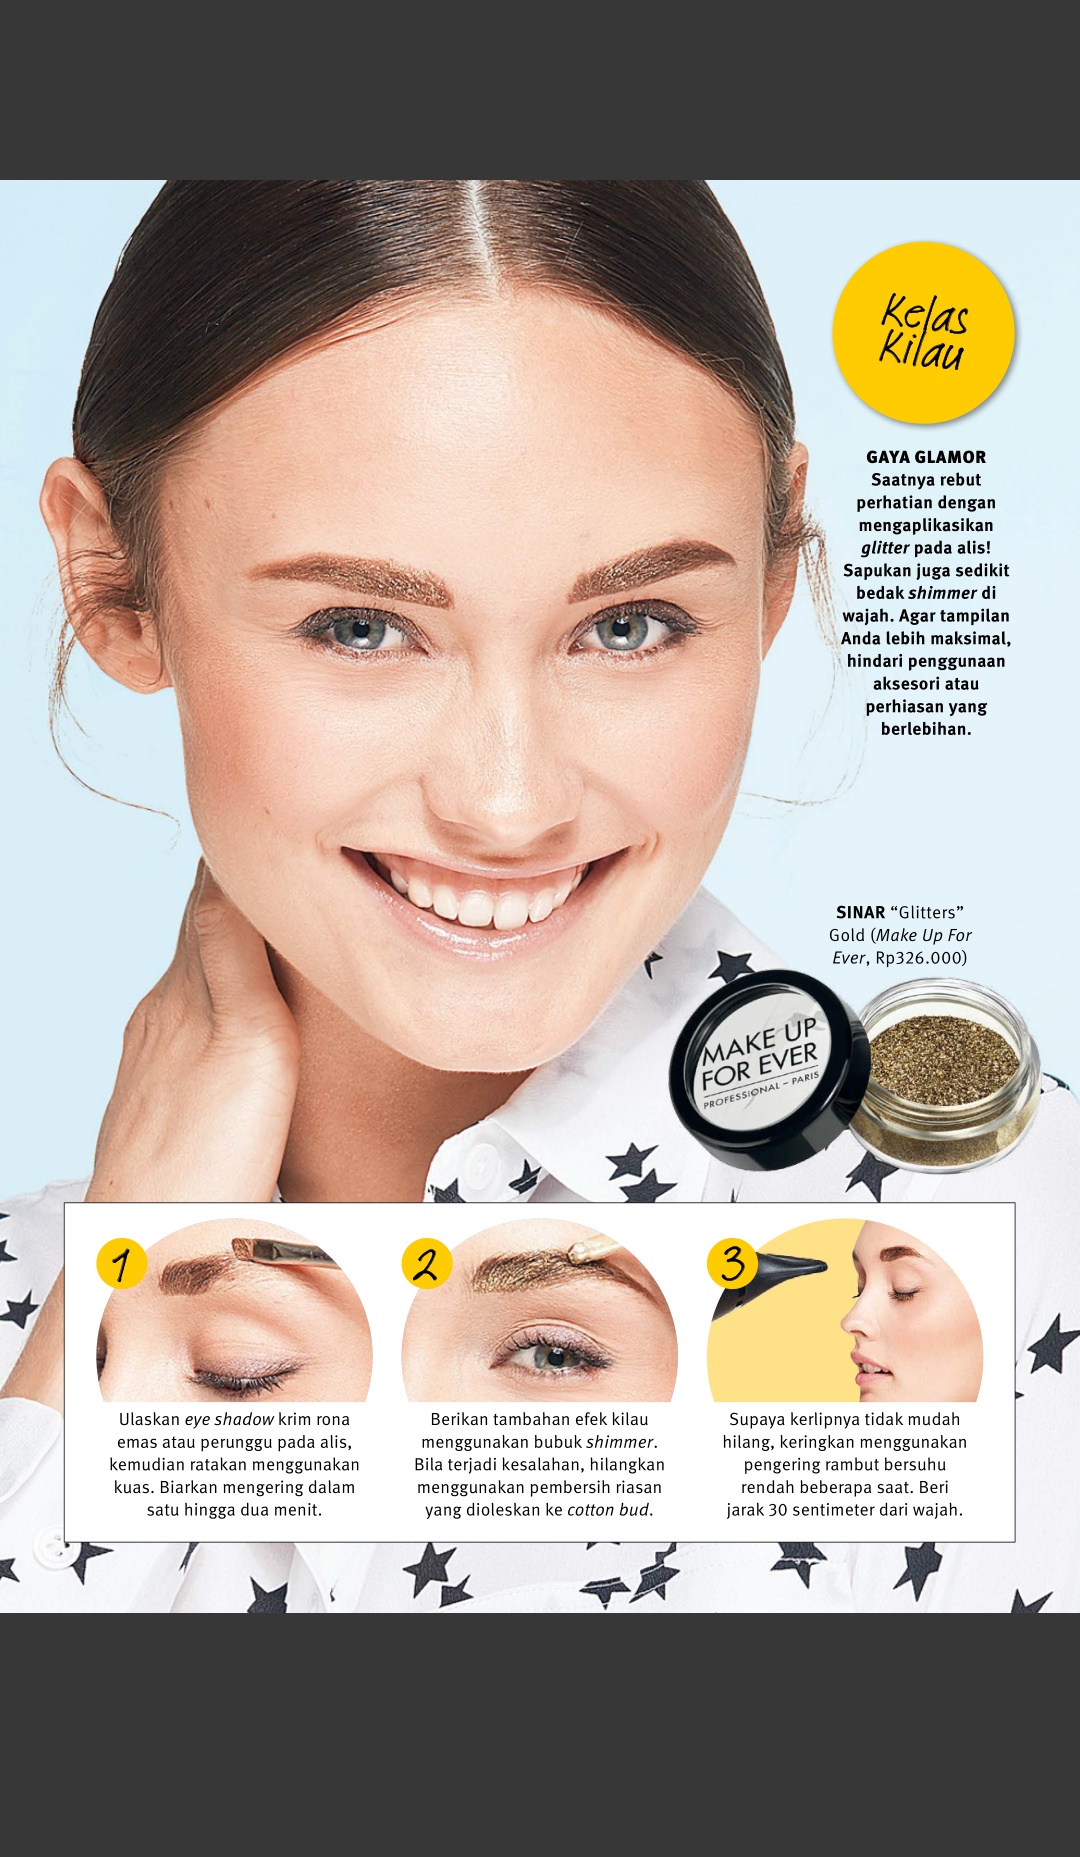 Kelas
Kilau
GAYA GLAMOR
Saatnya rebut
perhatian dengan
mengaplikasikan
glitter pada alis!
Sapukan juga sedikit
bedak shimmer di
wajah. Agar tampilan
Anda lebih maksimal,
hindari penggunaan
aksesori atau
perhiasan yang
berlebihan.
SINAR “Glitters”
Gold (Make Up For
Ever, Rp326.000)
MAKE UP
FOR EVER
PROFESSIONAL – PARIS
1
Ulaskan eye shadow krim rona
emas atau perunggu pada alis,
kemudian ratakan menggunakan
kuas. Biarkan mengering dalam
satu hingga dua menit.
2
Berikan tambahan efek kilau
menggunakan bubuk shimmer.
Bila terjadi kesalahan, hilangkan
menggunakan pembersih riasan
yang dioleskan ke cotton bud.
3
Supaya kerlipnya tidak mudah
hilang, keringkan menggunakan
pengering rambut bersuhu
rendah beberapa saat. Beri
jarak 30 sentimeter dari wajah.